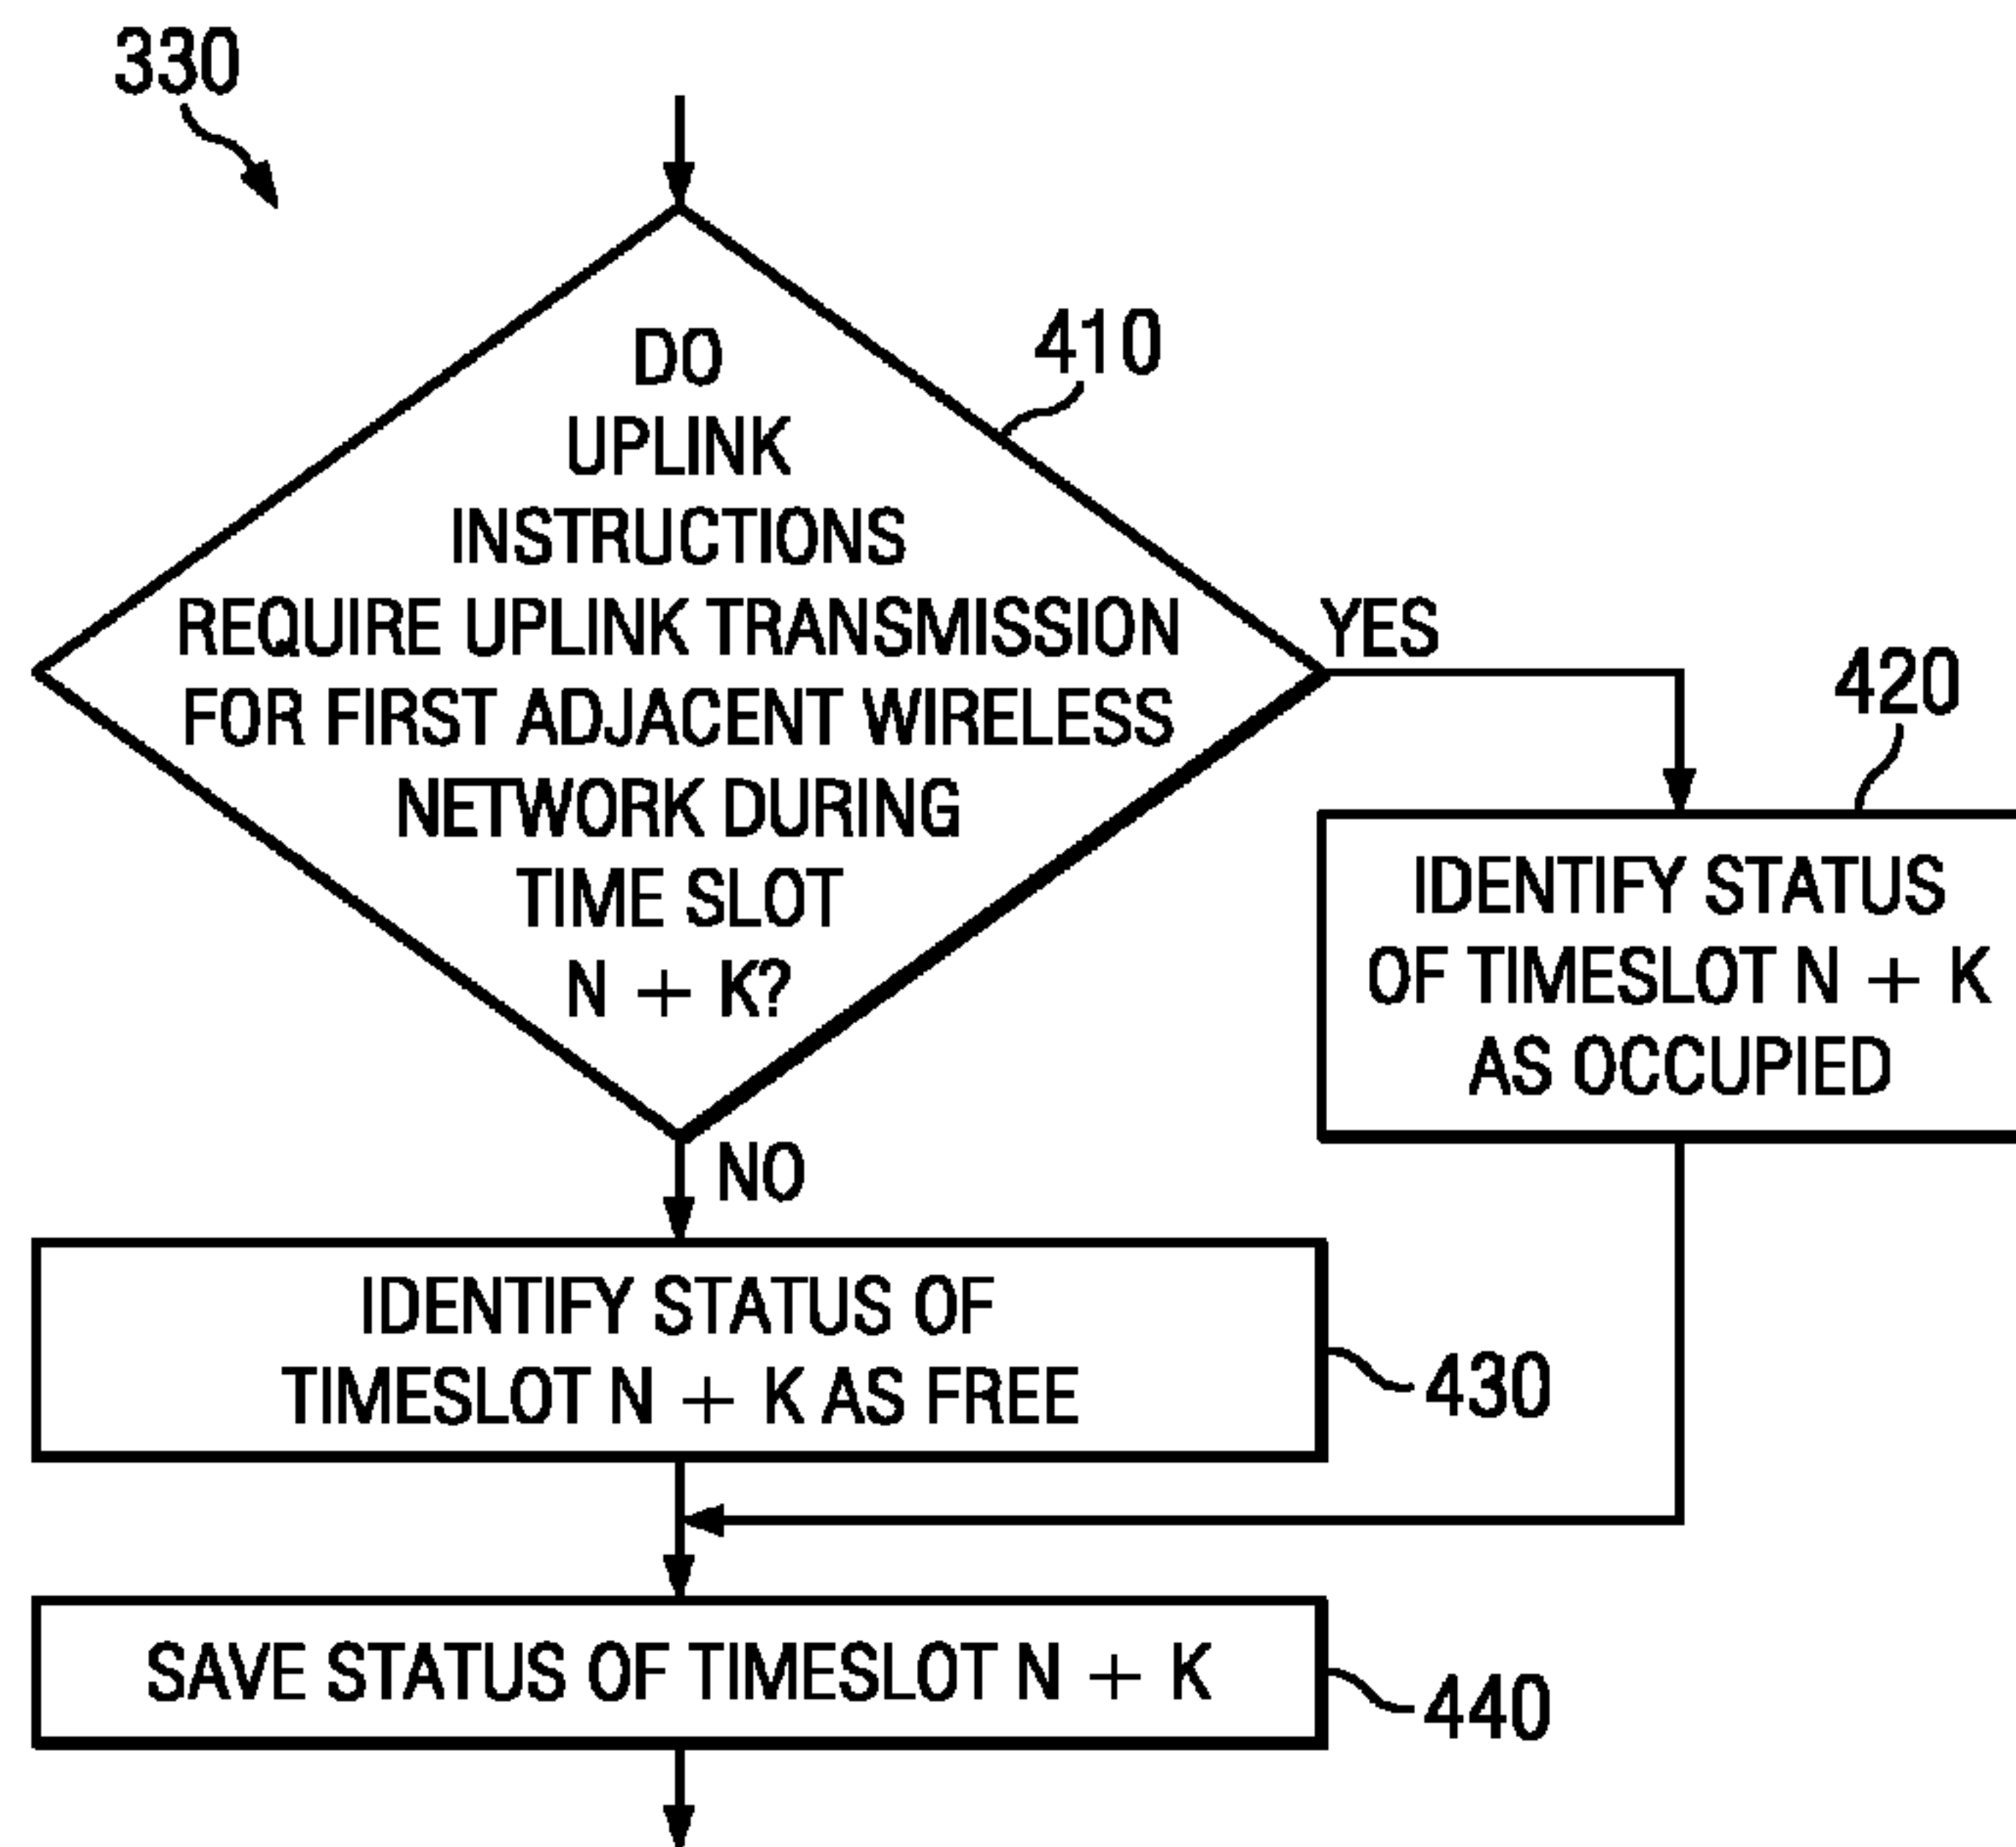 330
DO
UPLINK
INSTRUCTIONS
REQUIRE UPLINK TRANSMISSION
FOR FIRST ADJACENT WIRELESS
NETWORK DURING
TIME SLOT
N + K?
410
YES
420
IDENTIFY STATUS
OF TIMESLOT N + K
AS OCCUPIED
NO
IDENTIFY STATUS OF
TIMESLOT N + K AS FREE
430
SAVE STATUS OF TIMESLOT N + K
440